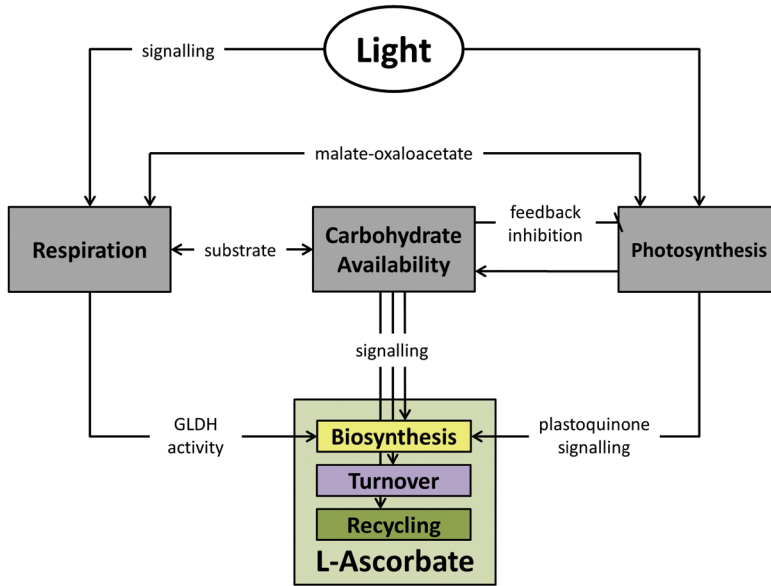 Light
signalling
malate-oxaloacetate
Respiration
substrate
Carbohydrate
Availability
feedback
inhibition
Photosynthesis
signalling
GLDH
activity
Biosynthesis
plastoquinone
signalling
Turnover
Recycling
L-Ascorbate